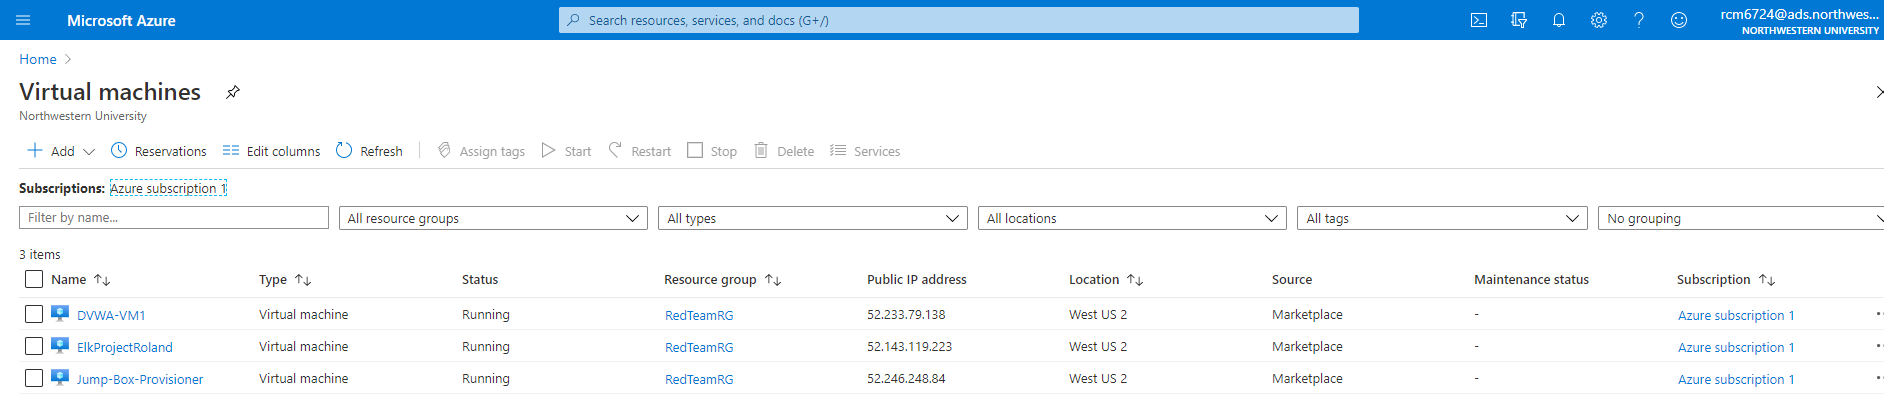 Microsoft Azure
Search resources, services, and docs (G+/)
rcm6724@ads.northwes...
NORTHWESTERN UNIVERSITY
Home
Virtual machines
Northwestern University
Add Reservations Edit columns Refresh Assign tags Start Restart Stop Delete Services
Subscriptions: Azure subscription 1
Filter by name... All resource groups All types All locations All tags No grouping
3 items
Name Type Status Resource group Public IP address Location Source Maintenance status Subscription
DVWA-VM1 Virtual machine Running RedTeamRG 52.233.79.138 West US 2 Marketplace - Azure subscription 1
ElkProjectRoland Virtual machine Running RedTeamRG 52.143.119.223 West US 2 Marketplace - Azure subscription 1
Jump-Box-Provisioner Virtual machine Running RedTeamRG 52.246.248.84 West US 2 Marketplace - Azure subscription 1